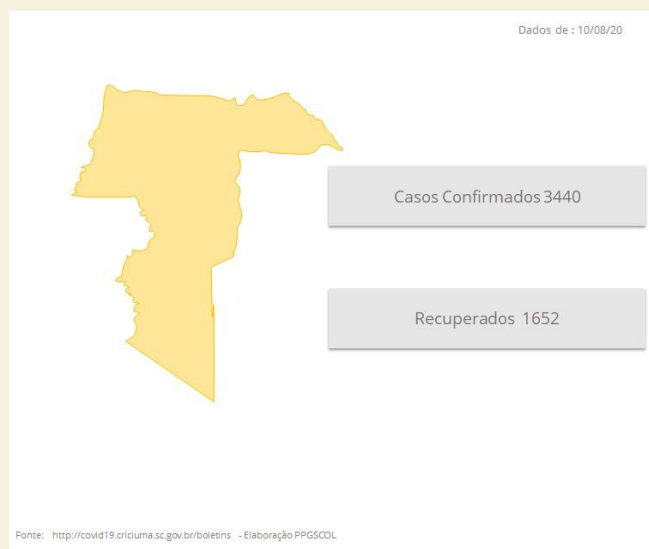 Dados de : 10/08/20
Casos Confirmados 3440
Recuperados 1652
Fonte: http://covid19.criciuma.sc.gov.br/boletins - Elaboração PPGSCOL